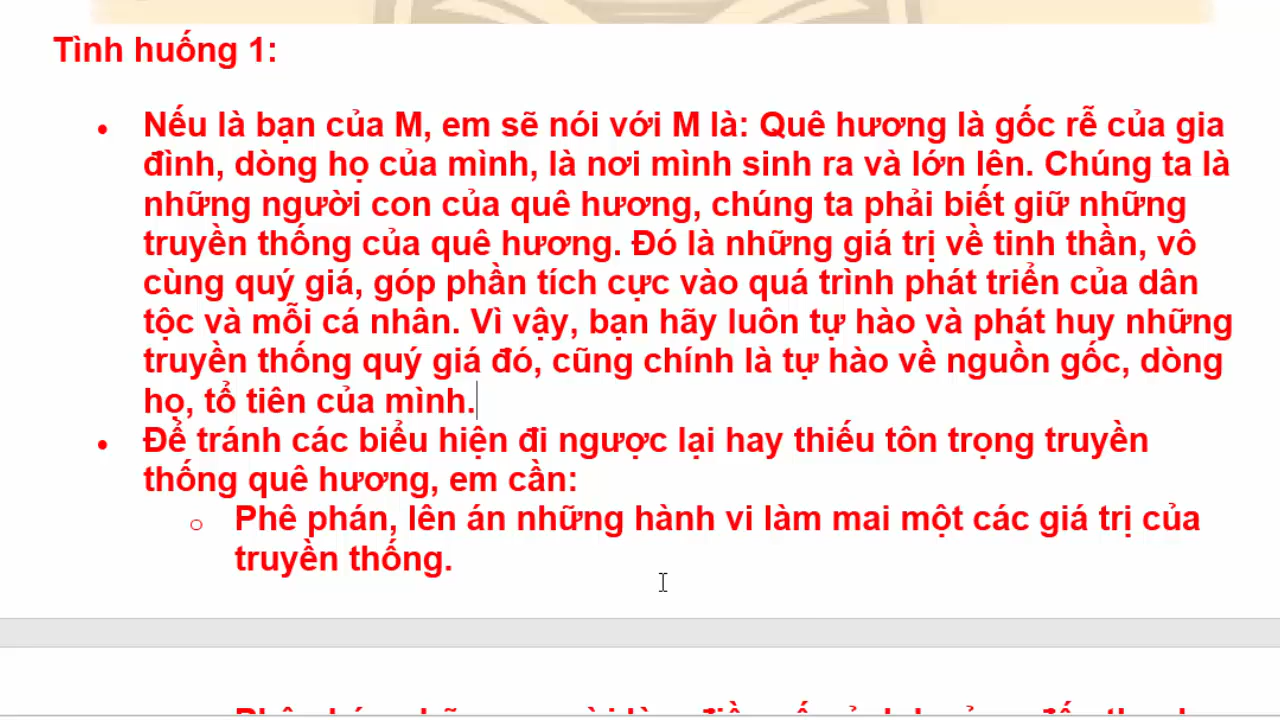 Tình huống 1:
Nếu là bạn của M, em sẽ nói với M là: Quê hương là gốc rễ của gia
đình, dòng họ của mình, là nơi mình sinh ra và lớn lên. Chúng ta là
những người con của quê hương, chúng ta phải biết giữ những
truyền thống của quê hương. Đó là những giá trị về tinh thần, vô
cùng quý giá, góp phần tích cực vào quá trình phát triển của dân
tộc và mỗi cá nhân. Vì vậy, bạn hãy luôn tự hào và phát huy những
truyền thống quý giá đó, cũng chính là tự hào về nguồn gốc, dòng
họ, tổ tiên của mình.
Để tránh các biểu hiện đi ngược lại hay thiếu tôn trọng truyền
thống quê hương, em cần:
Phê phán, lên án những hành vi làm mai một các giá trị của
truyền thống.